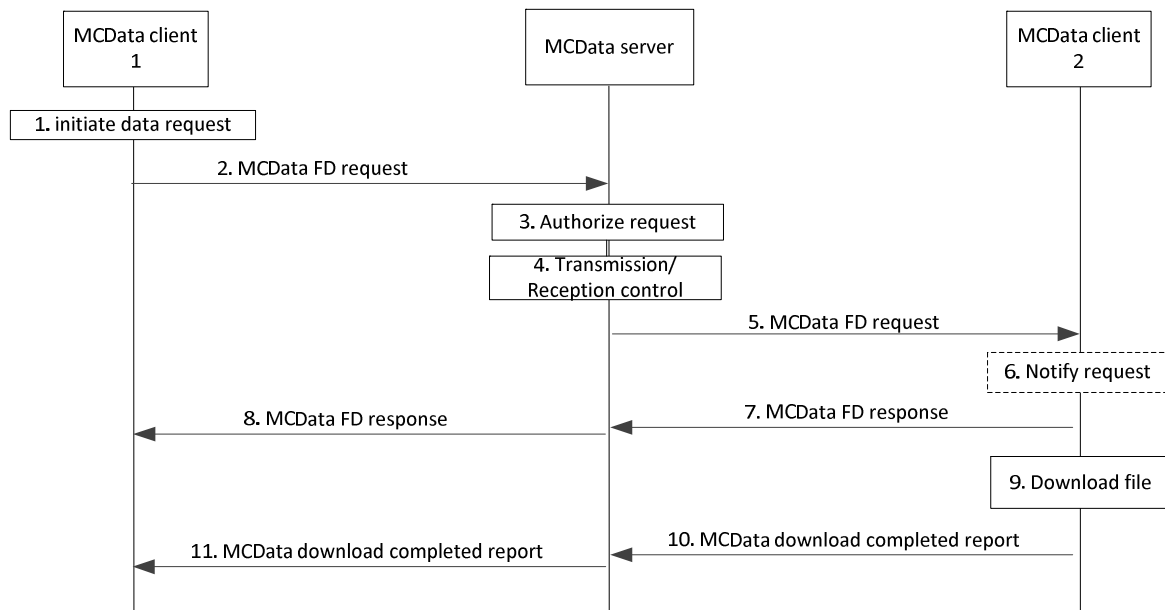 MCData client
1
MCData server
MCData client
2
1. initiate data request
2. MCData FD request
3. Authorize request
4. Transmission/
Reception control
5. MCData FD request
6. Notify request
7. MCData FD response
8. MCData FD response
9. Download file
10. MCData download completed report
11. MCData download completed report